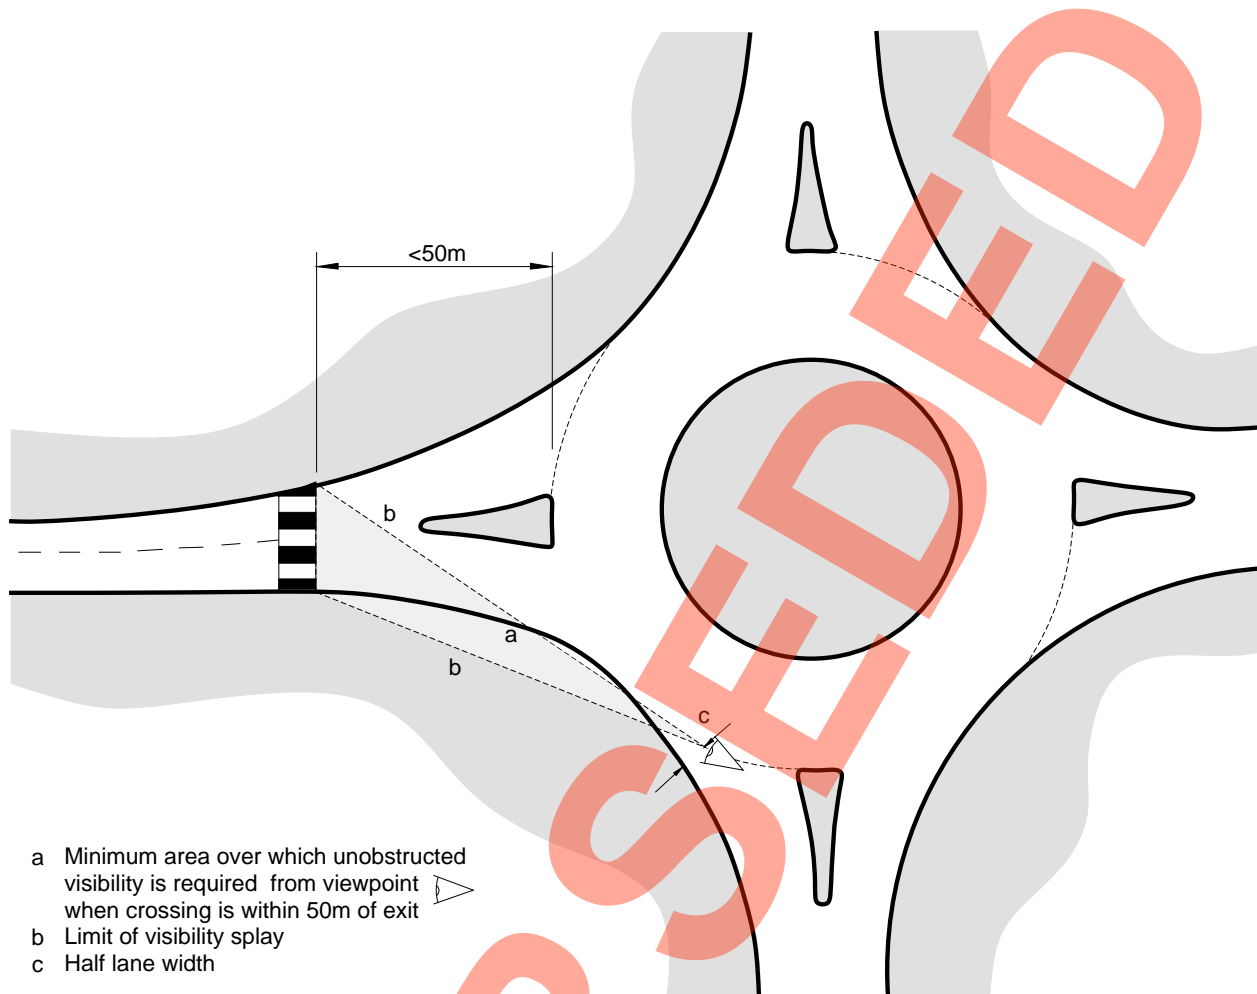 <50m
b
a
b
c
a Minimum area over which unobstructed
visibility is required from viewpoint
when crossing is within 50m of exit
b Limit of visibility splay
c Half lane width
SEDED